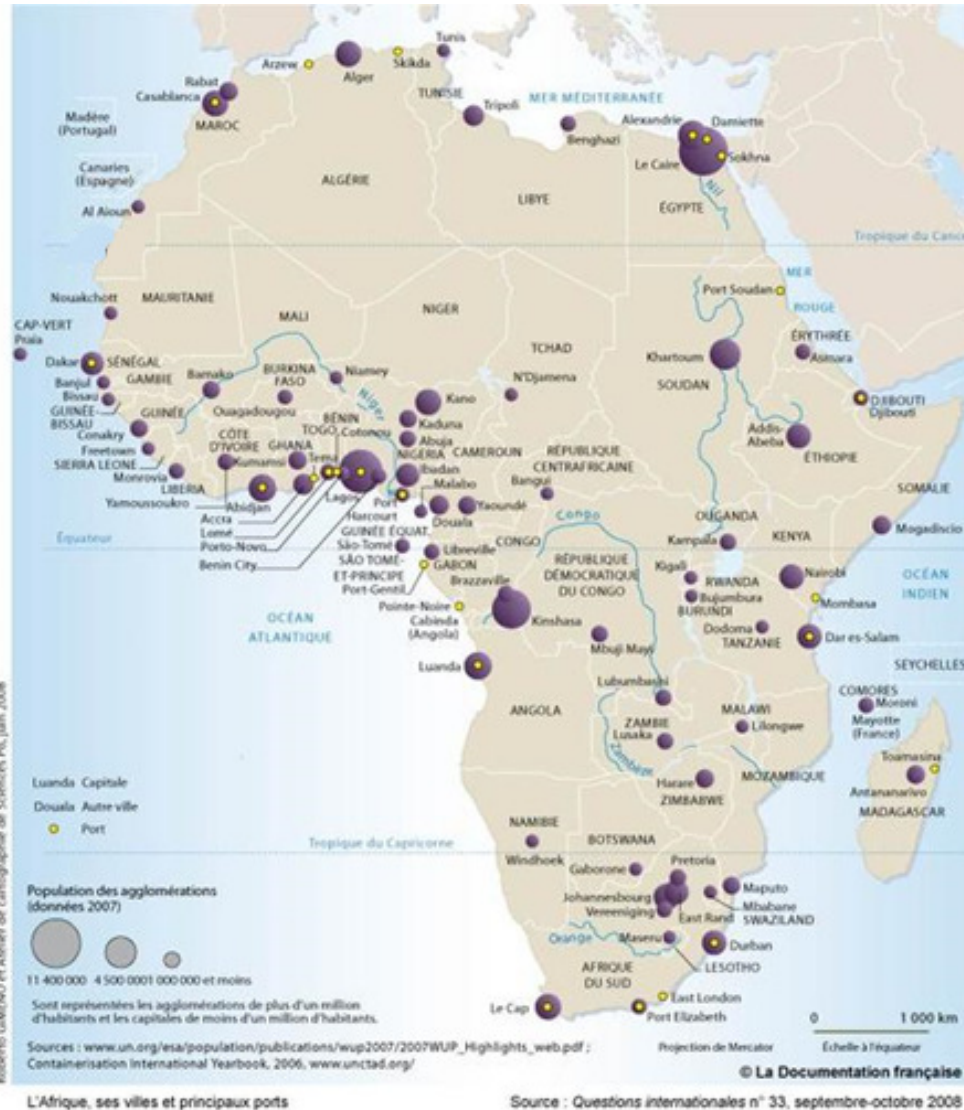 Tunis
Arzew
Alger
Skikda
Rabat
Casablanca
TUNISIE
Tripoli
MER MÉDITERRANÉE
MAROC
Alexandrie
Damiette
Madère
(Portugal)
Benghazi
Le Caire
Sokhna
Canaries
(Espagne)
ALGÉRIE
LIBYE
Nil
ÉGYPTE
Al Aioun
Tropique du Cance
MER
ROUGE
Port Soudan
Nouakchott
MAURITANIE
MALI
NIGER
CAP-VERT
Praia
TCHAD
ÉRYTHRÉE
Asmara
Khartoum
Dakar
SÉNÉGAL
GAMBIE
Bamako
BURKINA
FASO
Niamey
N'Djamena
SOUDAN
Banjul
Bissau
GUINÉE-
BISSAU
GUINÉE
Ouagadougou
Niger
Kano
DJIBOUTI
Djibouti
BÉNIN
TOGO
Cotonou
Kaduna
Abuja
Addis-
Abeba
Conakry
CÔTE
D'IVOIRE
GHANA
Tema
NIGÉRIA
CAMEROUN
RÉPUBLIQUE
CENTRAFRICAINE
ÉTHIOPIE
Freetown
SIERRA LEONE
Kumamsi
Ibadan
Malabo
Bangui
SOMALIE
Monrovia
LIBÉRIA
Yamoussoukro
Abidjan
Lagos
Port
Harcourt
Douala
Yaoundé
Accra
Lomé
Porto-Novo
Benin City
GUINÉE ÉQUAT.
Congo
OUGANDA
Mogadiscio
Équateur
São-Tomé
SÃO TOMÉ-
ET-PRINCIPE
Libreville
GABON
CONGO
Kampala
KENYA
Port-Gentil
Brazzaville
RÉPUBLIQUE
DÉMOCRATIQUE
DU CONGO
Kigali
RWANDA
Nairobi
OCÉAN
INDIEN
OCÉAN
ATLANTIQUE
Pointe-Noire
Cabinda
(Angola)
Kinshasa
Bujumbura
BURUNDI
Mombasa
Mbuji Mayi
Dodoma
TANZANIE
Dar es-Salam
Luanda
SEYCHELLES
Lubumbashi
ANGOLA
MALAWI
COMORES
Moroni
Mayotte
(France)
ZAMBIE
Lusaka
Lilongwe
Zambèze
Toamasina
Luanda Capitale
Douala Autre ville
Port
Harare
ZIMBABWE
MOZAMBIQUE
Antananarivo
MADAGASCAR
NAMIBIE
Windhoek
BOTSWANA
Tropique du Capricorne
Gaborone
Pretoria
Population des agglomérations
(données 2007)
Johannesbourg
Vereeniging
East Rand
Maputo
Mbabane
SWAZILAND
11 400 000 4 500 000 1 000 000 et moins
Orange
Maseru
Durban
LESOTHO
AFRIQUE
DU SUD
Sont représentées les agglomérations de plus d'un million
d'habitants et les capitales de moins d'un million d'habitants.
Le Cap
East London
Port Elizabeth
0 1 000 km
Sources : www.un.org/esa/population/publications/wup2007/2007WUP_Highlights_web.pdf ;
Containerisation International Yearbook, 2006, www.unctad.org/
Projection de Mercator
Échelle à l'équateur
© La Documentation française
L'Afrique, ses villes et principaux ports
Source : Questions internationales n° 33, septembre-octobre 2008